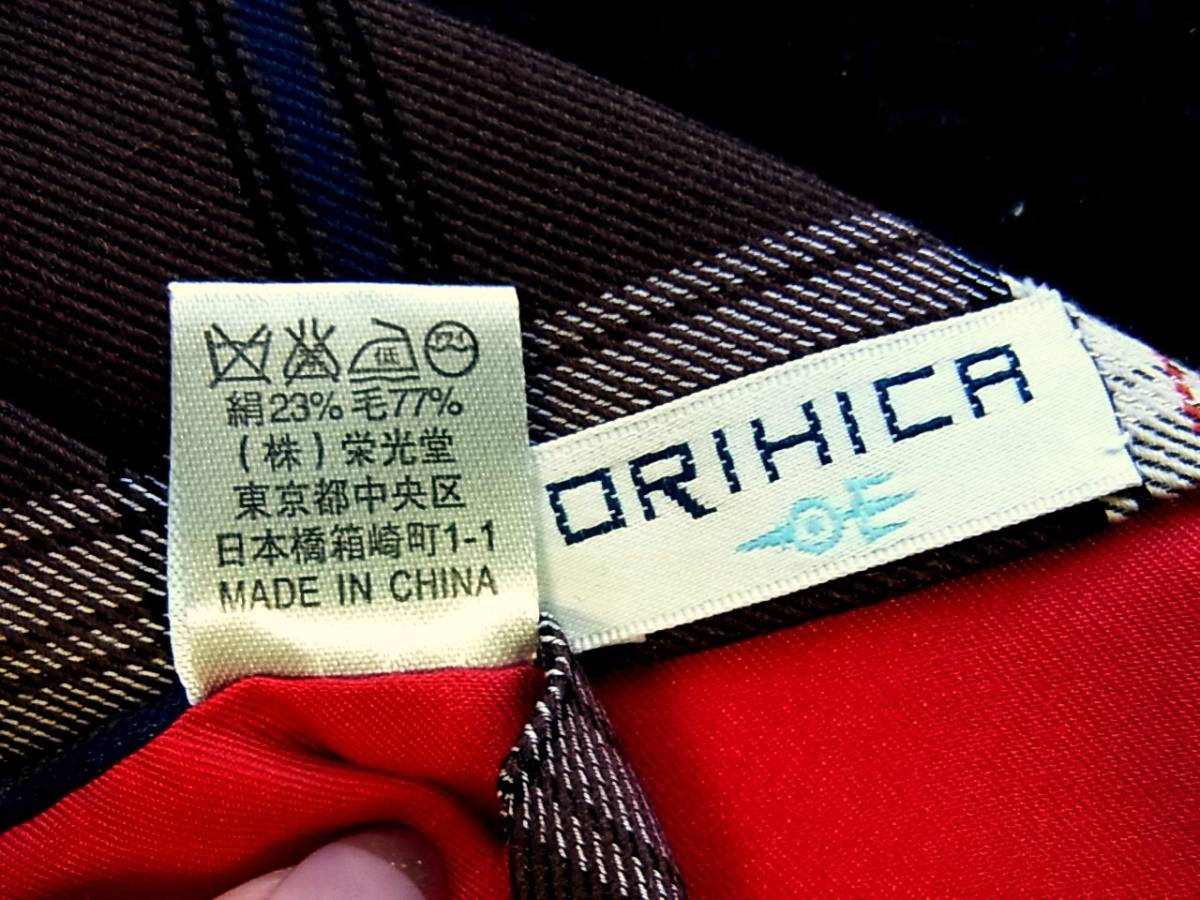 低
絹23% 毛77%
(株)栄光堂
東京都中央区
日本橋箱崎町1-1
MADE IN CHINA
ORIHICA